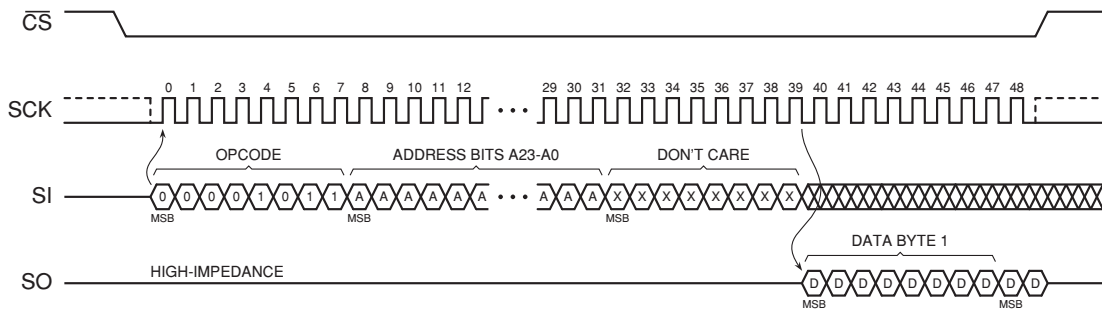 CS
0 1 2 3 4 5 6 7 8 9 10 11 12 29 30 31 32 33 34 35 36 37 38 39 40 41 42 43 44 45 46 47 48
SCK • • •
OPCODE ADDRESS BITS A23-A0 DON'T CARE
SI 0 0 0 0 1 0 1 1 A A A A A A • • • A A A X X X X X X X X
MSB MSB MSB
DATA BYTE 1
HIGH-IMPEDANCE
SO D D D D D D D D D D
MSB MSB